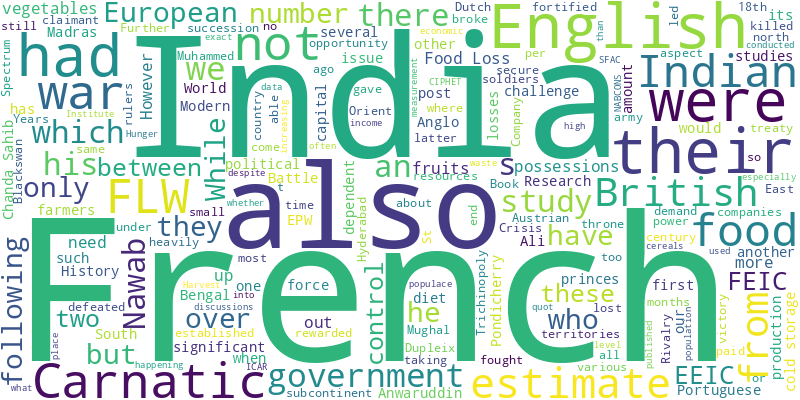 vegetables
European
number
there
Dutch
broke
English
fortified
18th
its
still
Madras
succession
no
led
claimant
Further
exact
opportunity
several
other
Food Loss
per
where
economic
than
conducted
killed
north
aspect
studies
had
not
Muhammed
we
ago
issue
secure
soldiers
challenge
SFAC
Indian
Spectrum
war
However
World
Modern
country
data
able
capital
Orient
gave
post
CIPHET
measurement
Anglo
losses
Company
NABCONS
amount
were
has
Years
Institute
rulers
Hunger
India
increasing
often
income
latter
high
army
would
treaty
which
same
While
come
fruits
waste
their
so
Chanda Sahib
Blackswan
his
between
political
Battle
an
s
possessions
especially
only
FLW
despite
whether
t
resources
Book
Research
East
farmers
small
time
EPW
dependent
Hyderabad
about
also
study
British
they
St
end
Austrian
Crisis
throne
demand
power
companies
under
heavily
Ali
have
century
cereals
used
food
need
such
History
most
up
force
populace
Trichinopoly
Pondicherry
these
princes
too
another
more
following
Nawab
Bengal
one
into
control
he
diet
quot
who
lost
first
months
FEIC
defeated
two
over
Harvest
discussions
out
Mughal
territories
Rivalry
our
population
victory
from
South
established
rewarded
Dupleix
level
all
published
production
but
significant
when
ICAR
taking
fought
various
EEIC
paid
or
cold storage
place
happening
subcontinent
Anwaruddin
what
Carnatic
government
estimate
Portuguese
French